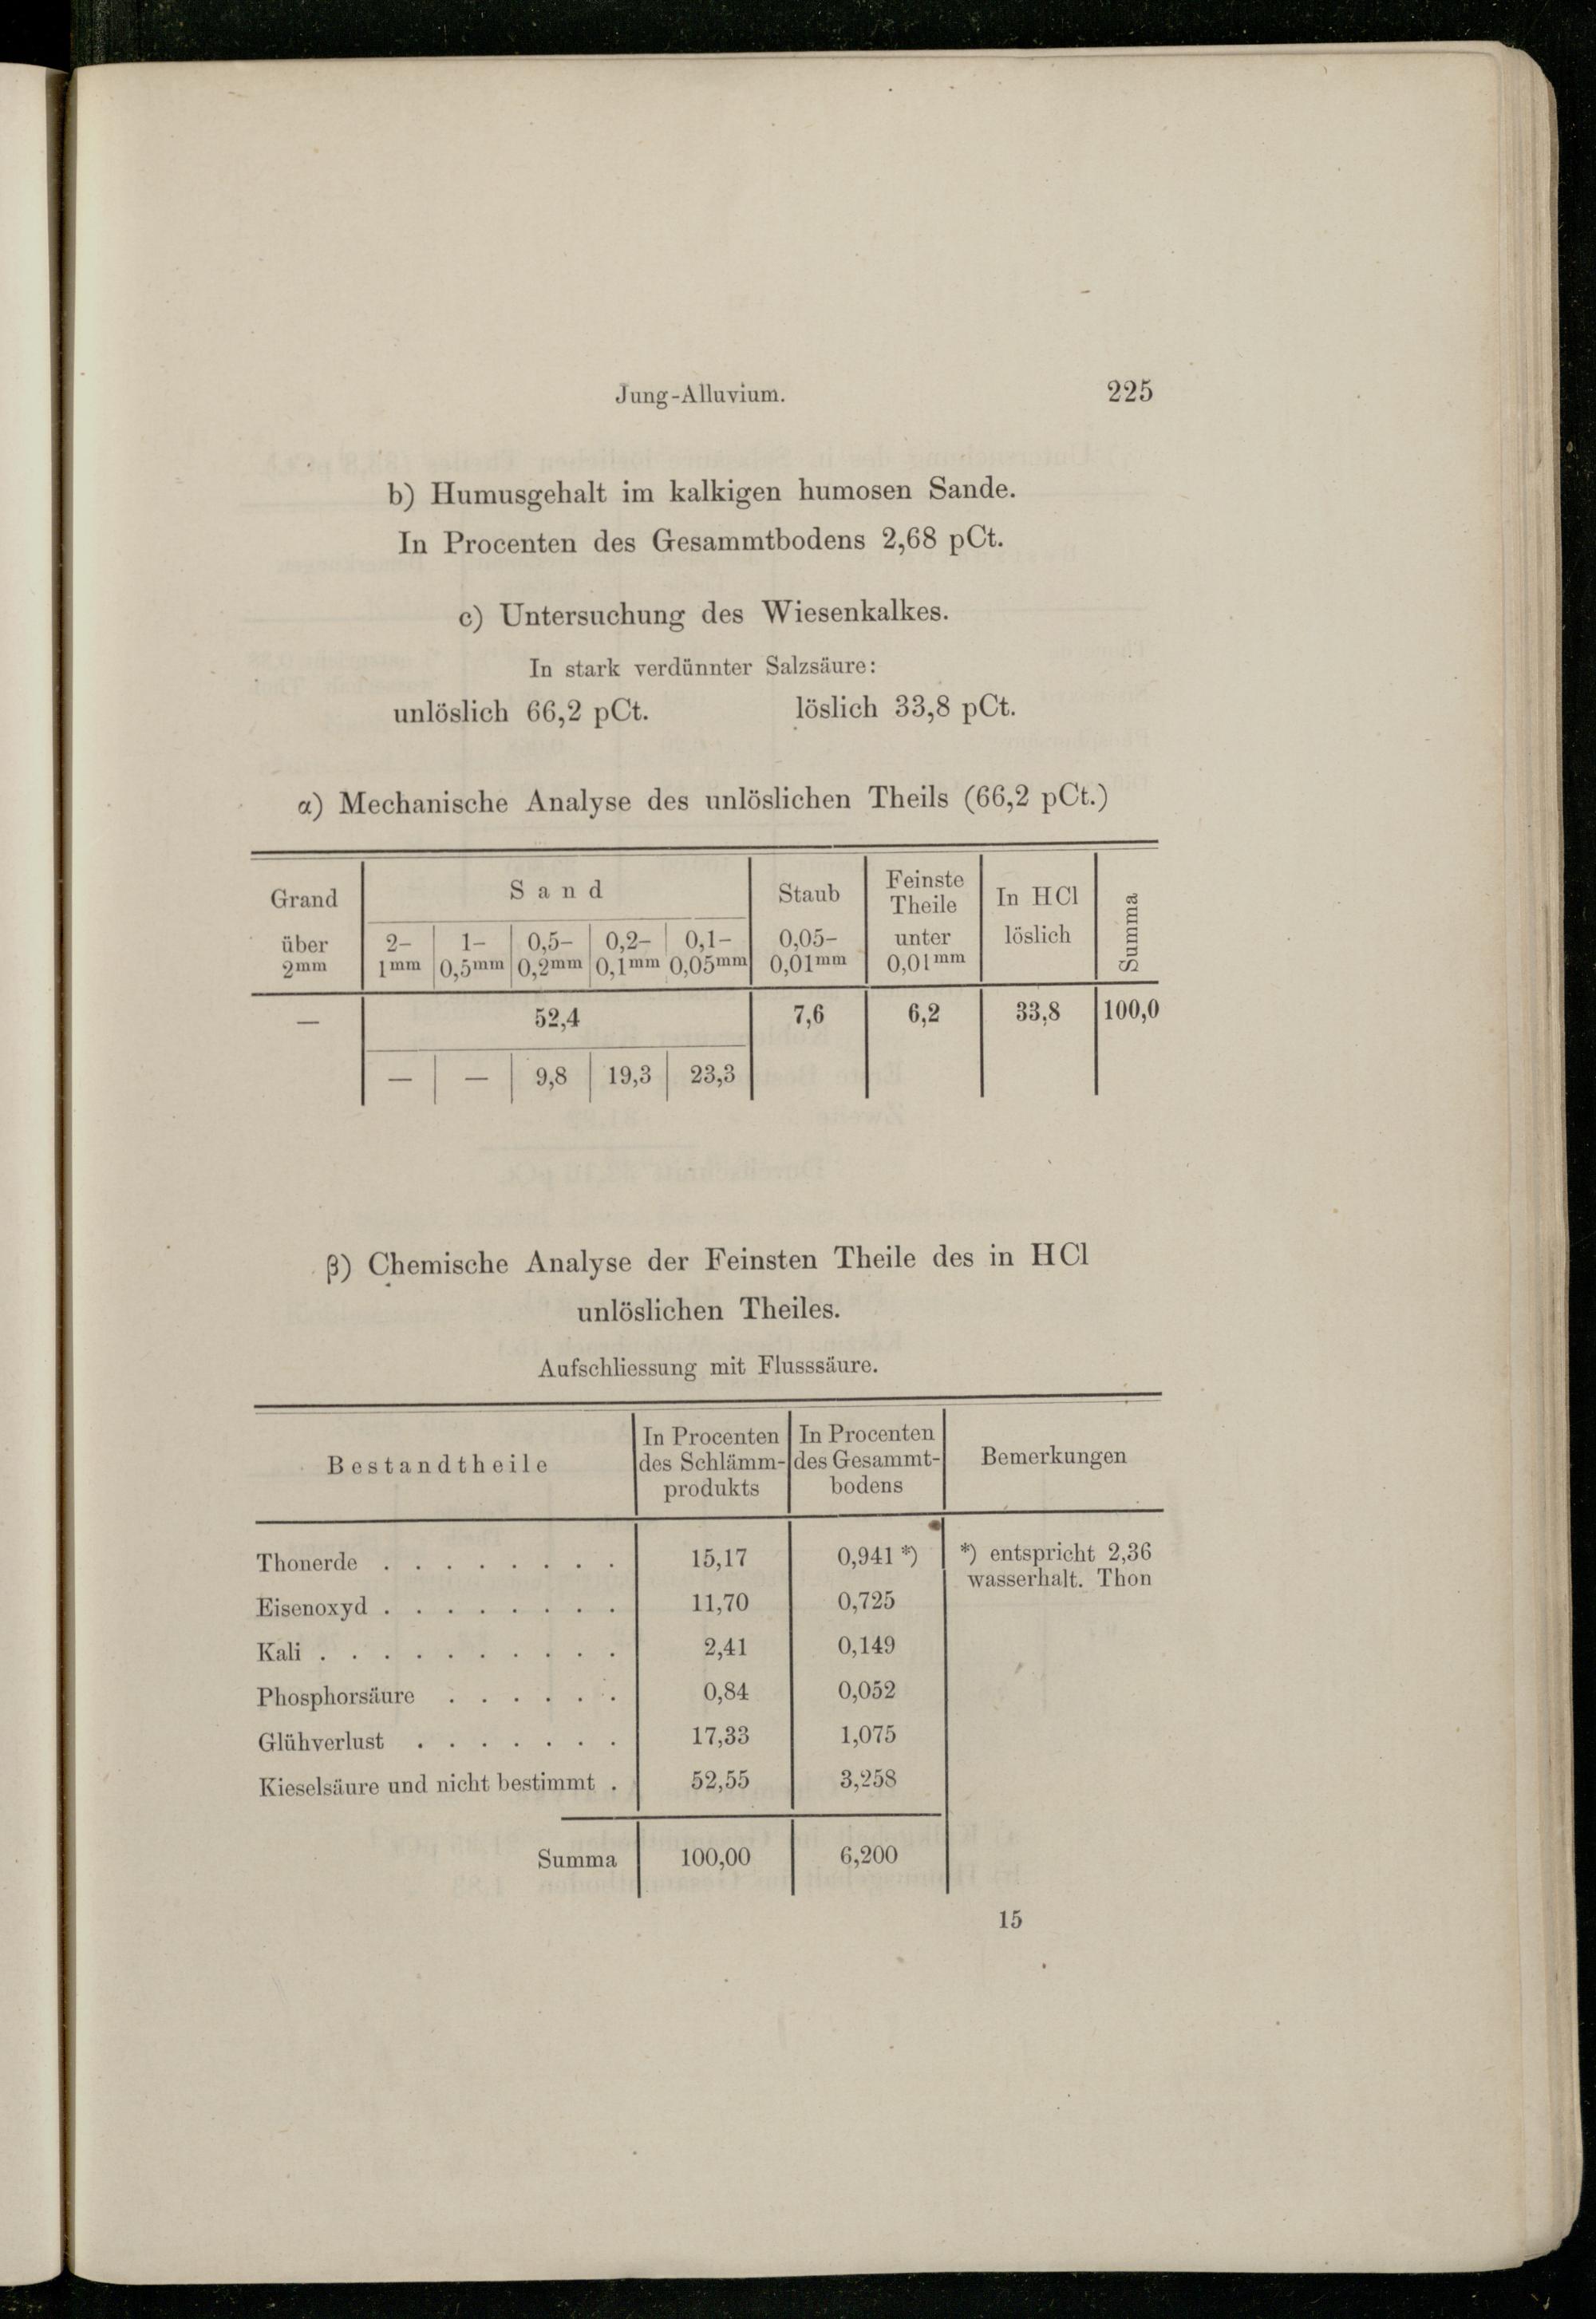 Jung-Alluvium. 225
b) Humusgehalt im kalkigen humosen Sande.
In Procenten des Gesammtbodens 2,68 pCt.
c) Untersuchung des Wiesenkalkes.
In stark verdünnter Salzsäure:
unlöslich 66,2 pCt. löslich 33,8 pCt.
α) Mechanische Analyse des unlöslichen Theils (66,2 pCt.)
Grand Sand Staub Feinste Theile In HCl Summa
über 2mm 2– 1mm 1– 0,5mm 0,5– 0,2mm 0,2– 0,1mm 0,1– 0,05mm 0,05– 0,01mm unter 0,01mm löslich
— 52,4 7,6 6,2 33,8 100,0
— — 9,8 19,3 23,3
β) Chemische Analyse der Feinsten Theile des in HCl
unlöslichen Theiles.
Aufschliessung mit Flusssäure.
Bestandtheile In Procenten des Schlämm-produkts In Procenten des Gesammt-bodens Bemerkungen
Thonerde . . . . . . . . 15,17 0,941 *) *) entspricht 2,36
wasserhalt. Thon
Eisenoxyd . . . . . . . . 11,70 0,725
Kali . . . . . . . . . . 2,41 0,149
Phosphorsäure . . . . . . 0,84 0,052
Glühverlust . . . . . . . 17,33 1,075
Kieselsäure und nicht bestimmt . 52,55 3,258
Summa 100,00 6,200
15